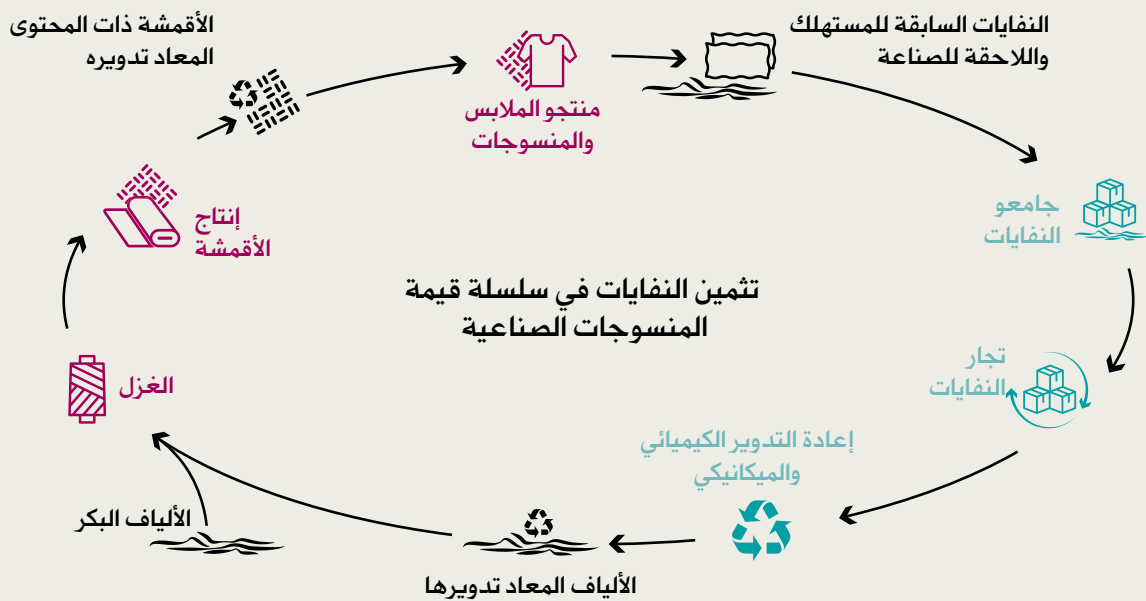 الأقمشة ذات المحتوى
المعاد تدويره
النفايات السابقة للمستهلك
واللاحقة للصناعة
منتجو الملابس
والمنسوجات
جامعو
النفايات
إنتاج
الأقمشة
تثمين النفايات في سلسلة قيمة
المنسوجات الصناعية
تجار
النفايات
الغزل
إعادة التدوير الكيميائي
والميكانيكي
الألياف البكر
الألياف المعاد تدويرها